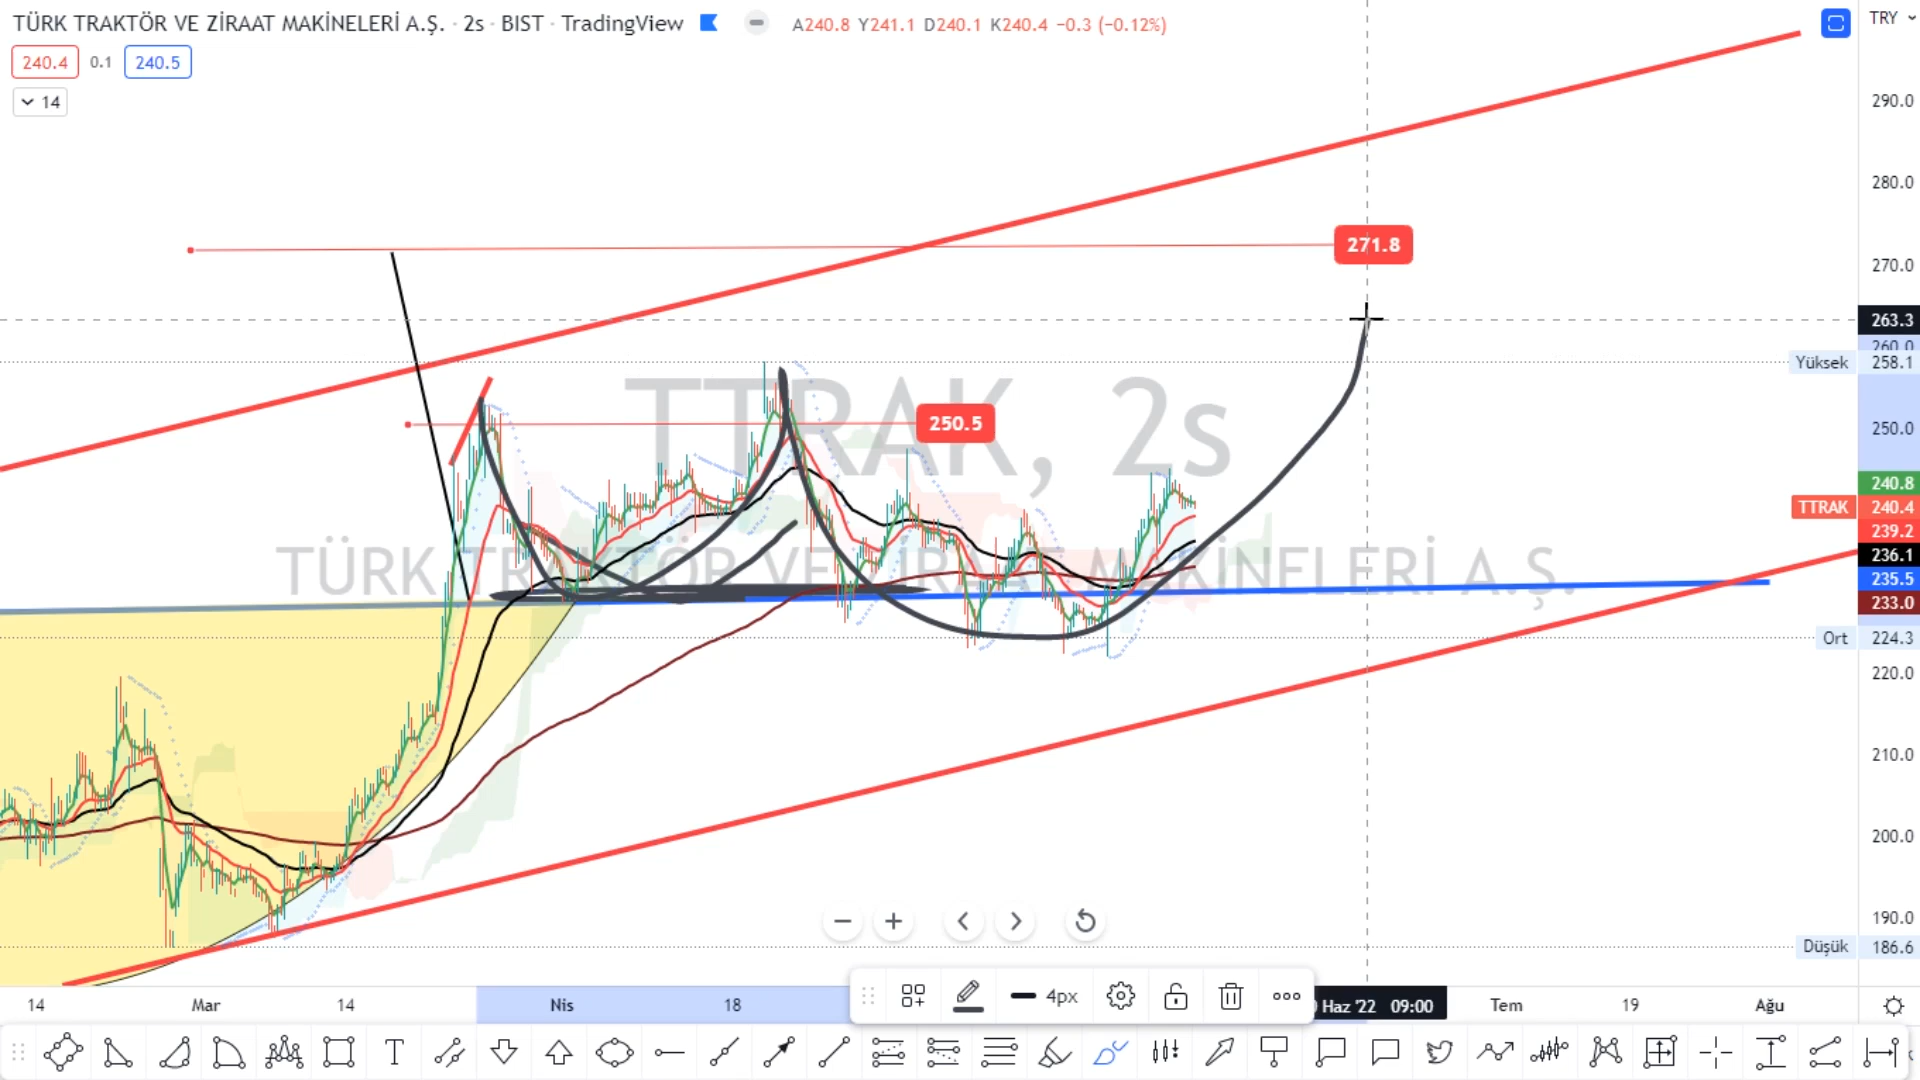 TÜRK TRAKTÖR VE ZİRAAT MAKİNELERİ A.Ş. · 2s · BIST · TradingView A240.8 Y241.1 D240.1 K240.4 −0.3 (−0.12%) TRY
240.4 0.1 240.5
14
290.0
280.0
271.8
270.0
263.3
260.0
Yüksek 258.1
TTRAK, 2s
250.5
250.0
240.8
TTRAK 240.4
239.2
236.1
TÜRK TRAKTÖR VE ZİRAAT MAKİNELERİ A.Ş.
235.5
233.0
Ort 224.3
220.0
210.0
200.0
190.0
Düşük 186.6
14 Mar 14 Nis 18 Haz '22 09:00 Tem 19 Ağu
4px
T